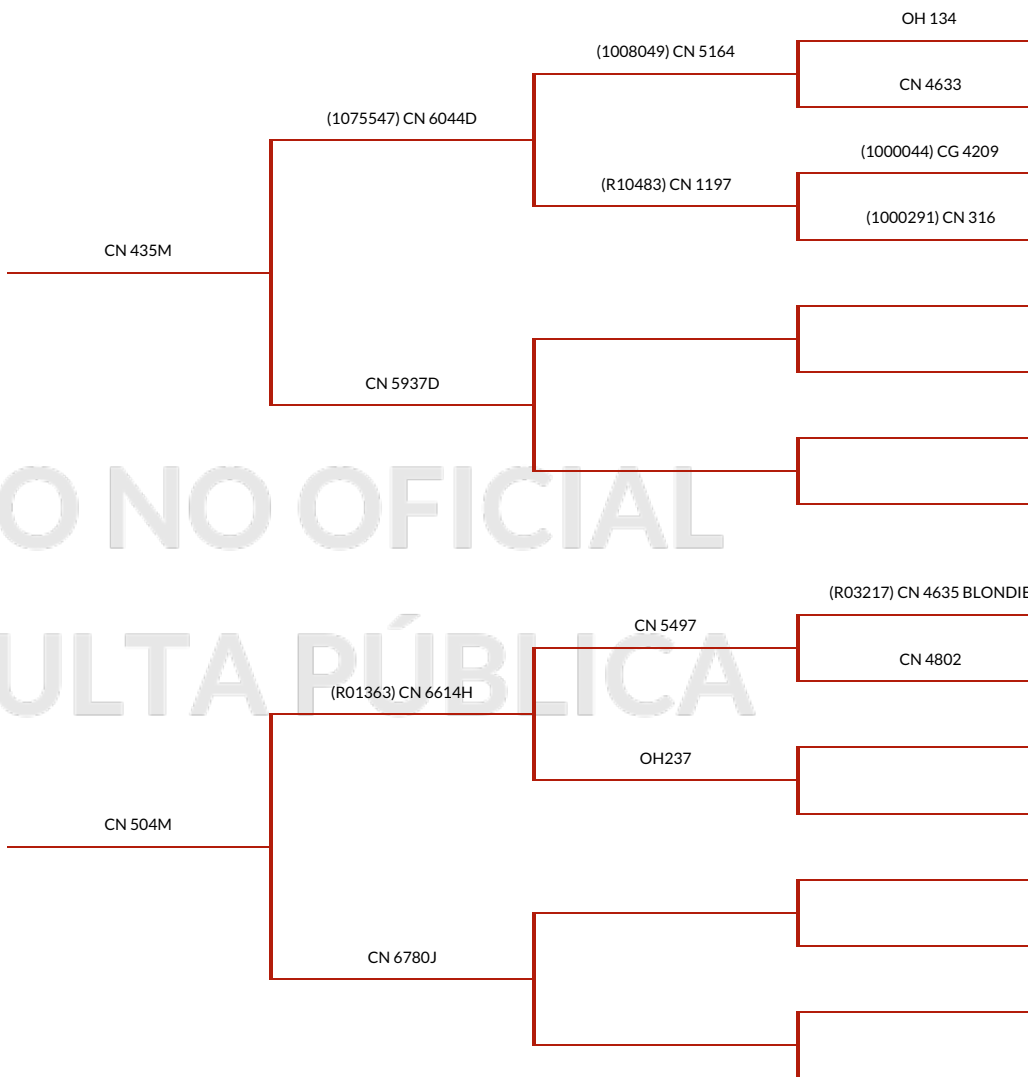 OH 134
(1008049) CN 5164
CN 4633
(1075547) CN 6044D
(1000044) CG 4209
(R10483) CN 1197
(1000291) CN 316
CN 435M
CN 5937D
O NO OFICIAL
(R03217) CN 4635 BLONDIE
CN 5497
ULTA PÚBLICA
CN 4802
(R01363) CN 6614H
OH237
CN 504M
CN 6780J